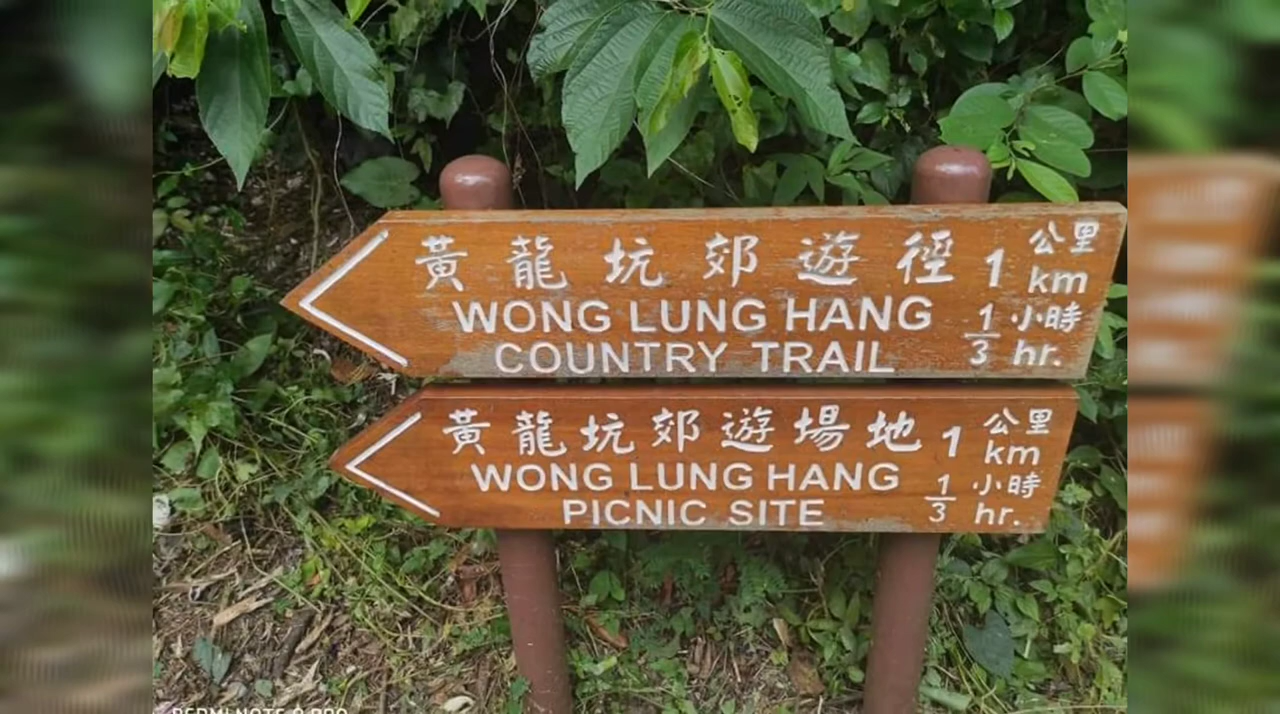 黃龍坑郊遊徑 1 公里
WONG LUNG HANG km
COUNTRY TRAIL 1/3 小時 hr.
黃龍坑郊遊場地 1 公里
WONG LUNG HANG km
PICNIC SITE 1/3 小時 hr.